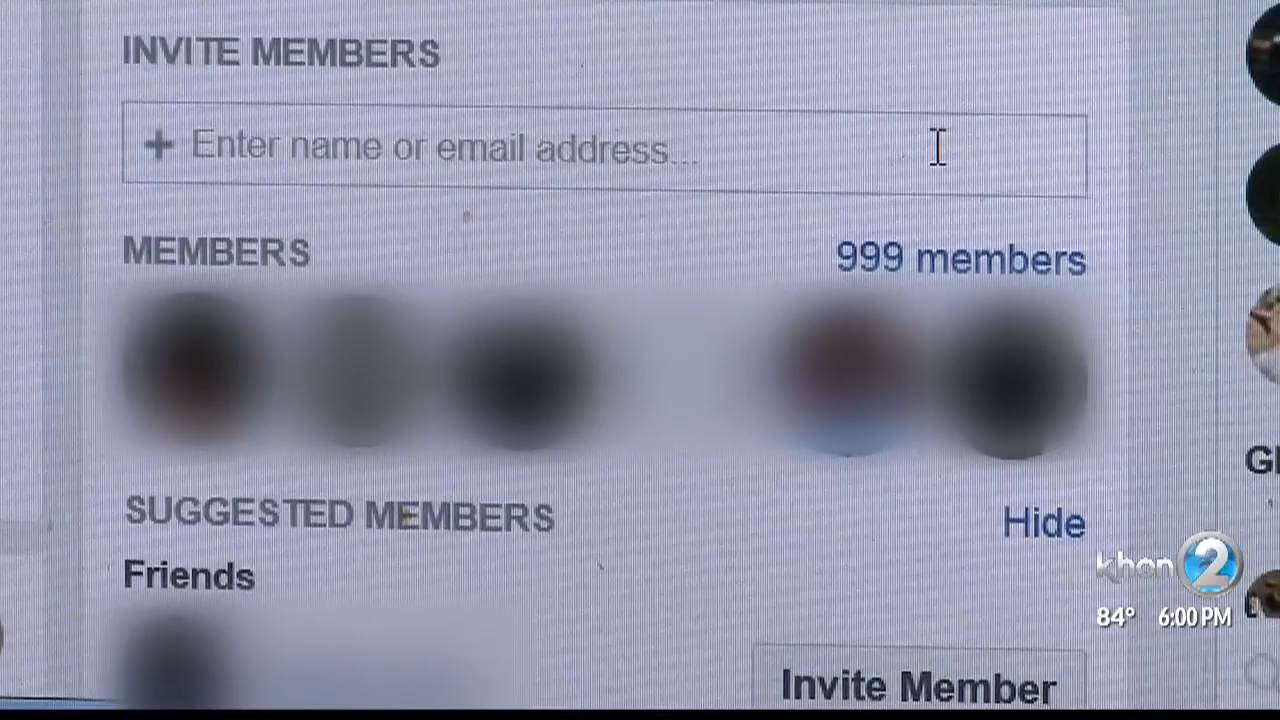 INVITE MEMBERS
+ Enter name or email address...
MEMBERS
999 members
SUGGESTED MEMBERS
Hide
Friends
khon 2
84° 6:00 PM
Invite Member